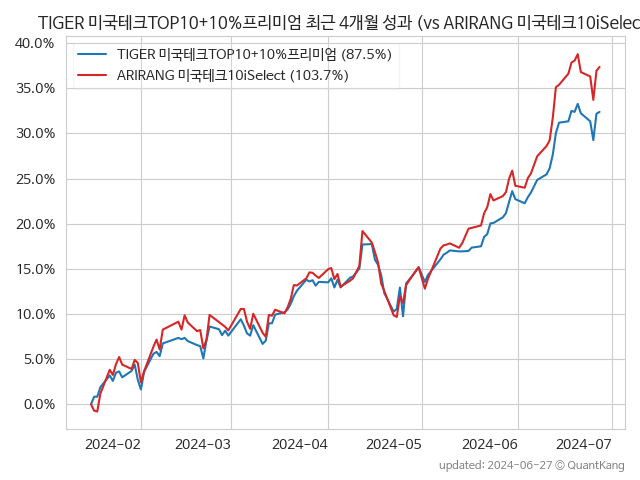 TIGER 미국테크TOP10+10%프리미엄 최근 4개월 성과 (vs ARIRANG 미국테크10iSelec
TIGER 미국테크TOP10+10%프리미엄 (87.5%)
ARIRANG 미국테크10iSelect (103.7%)
40.0%
35.0%
30.0%
25.0%
20.0%
15.0%
10.0%
5.0%
0.0%
2024-02 2024-03 2024-04 2024-05 2024-06 2024-07
updated: 2024-06-27 © QuantKang